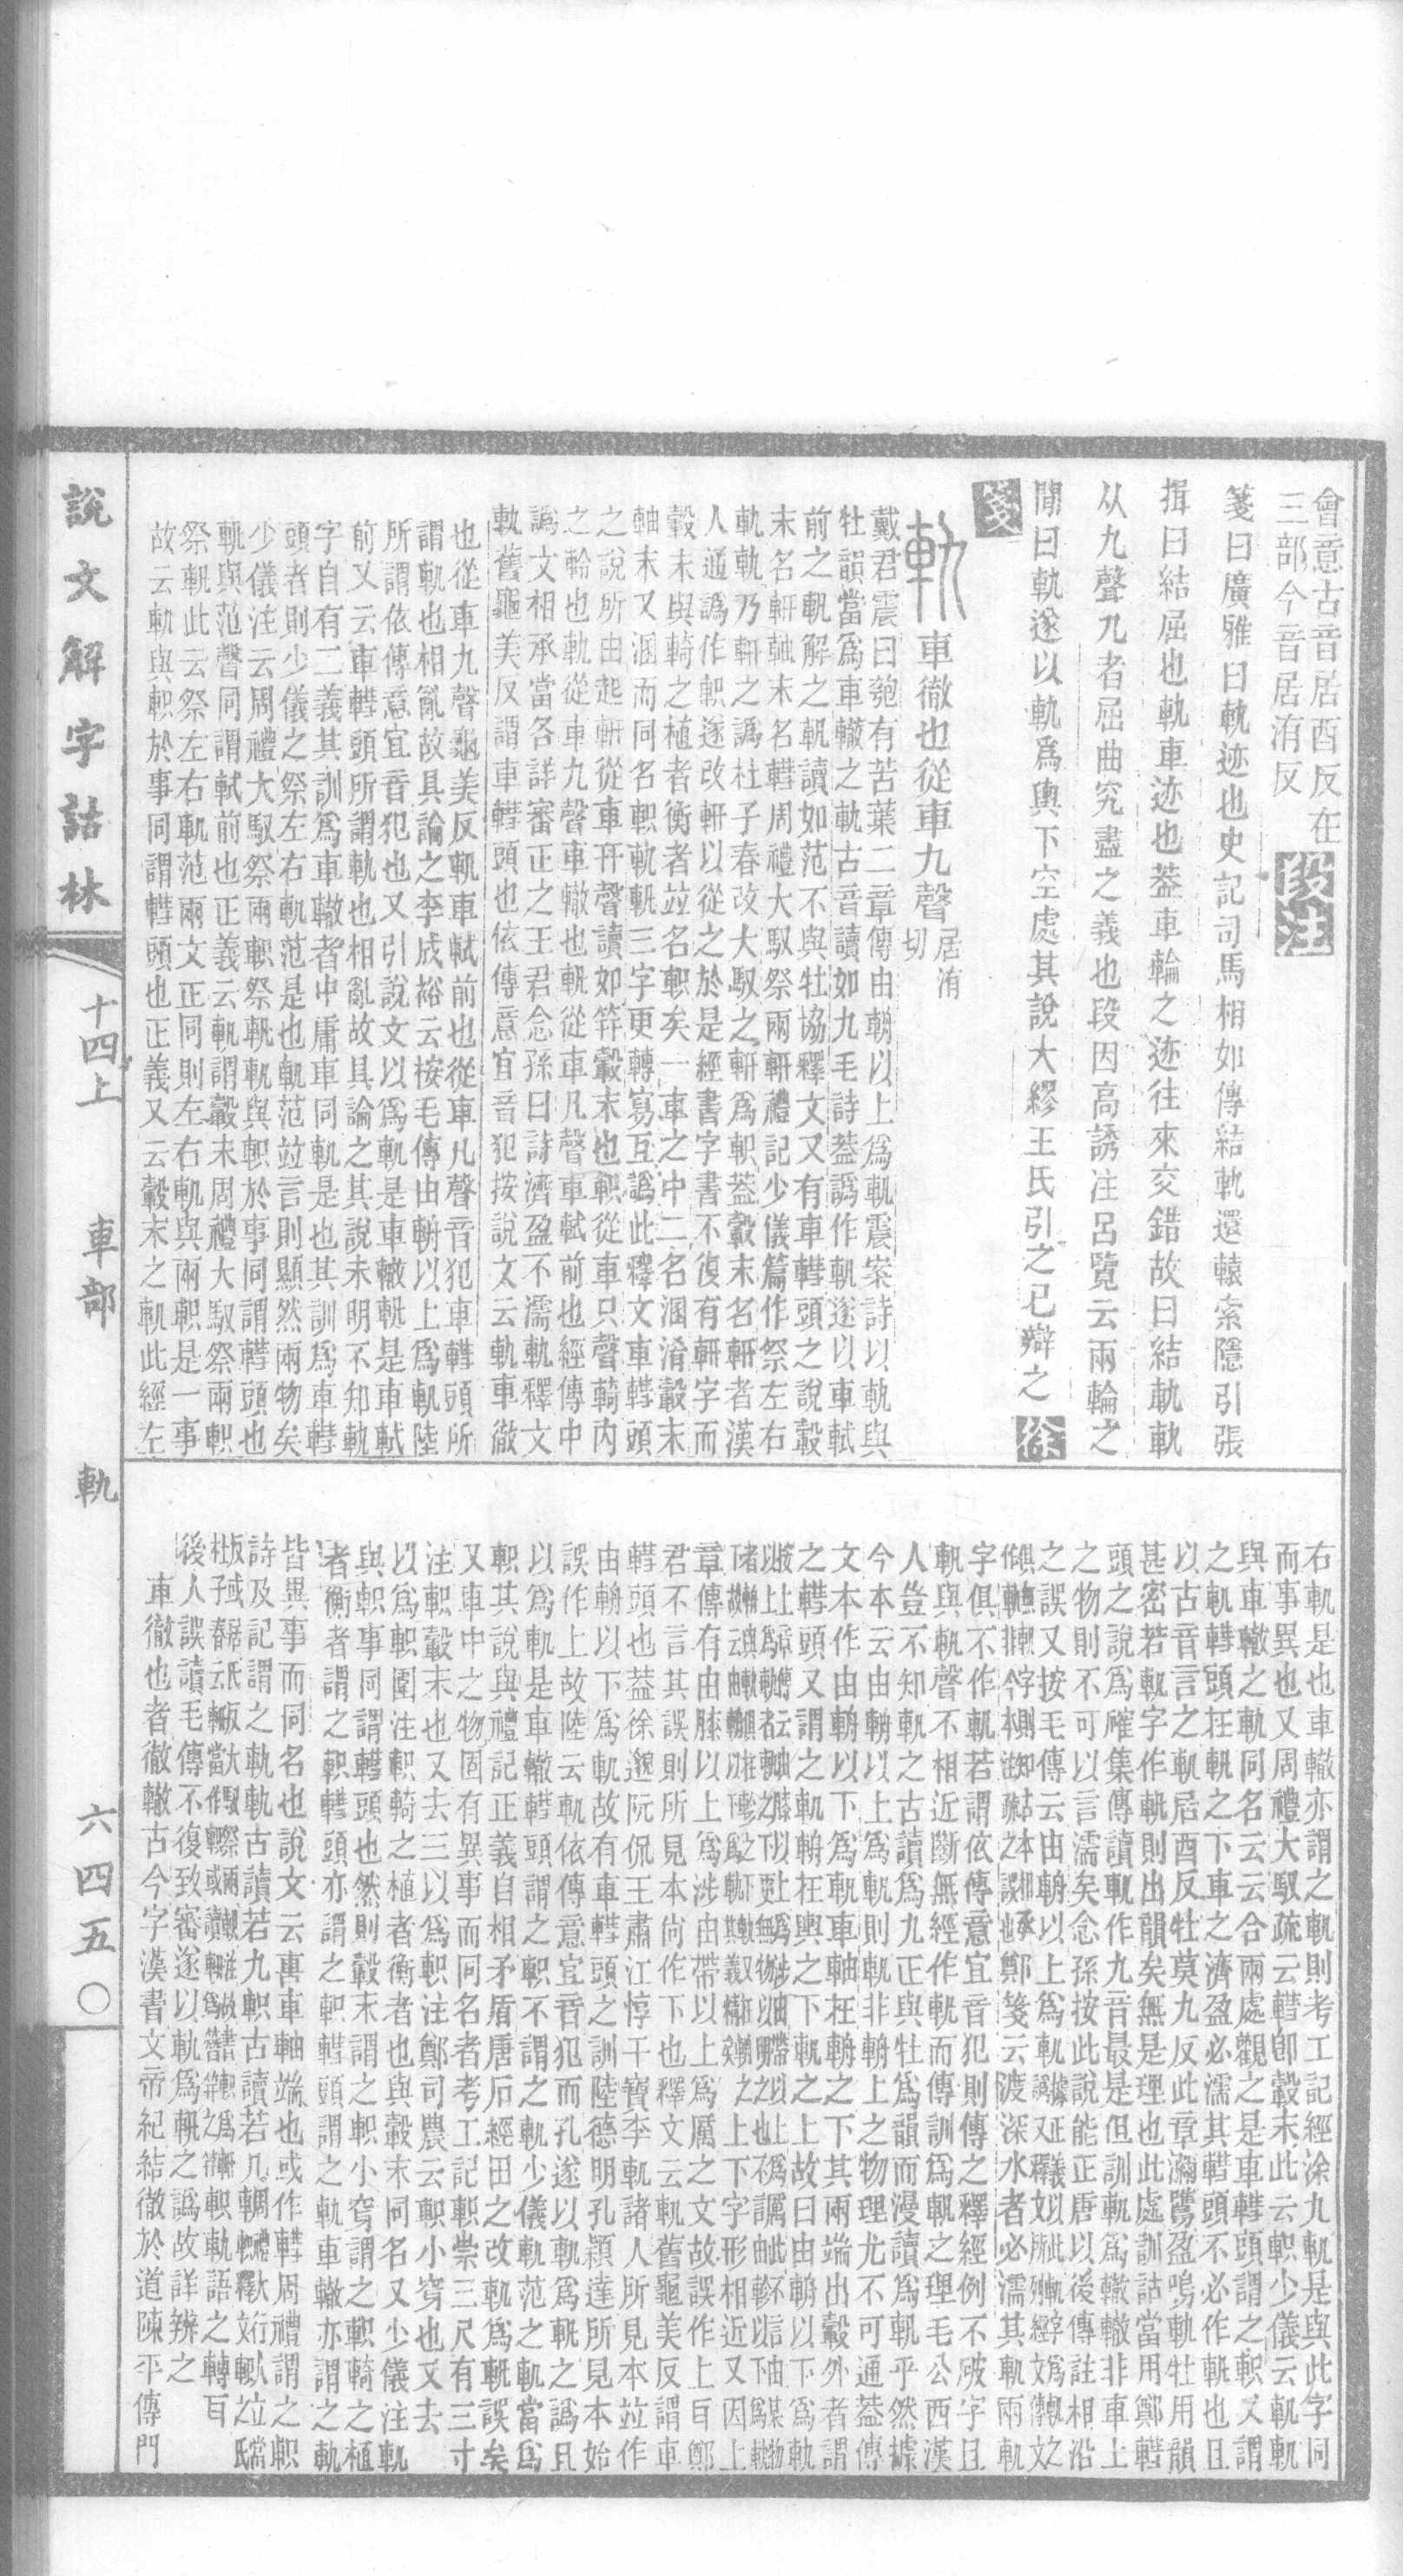 會意古音居酉反在
三部今音居洧反
段注
箋曰廣雅曰軌迹也史記司馬相如傳結軌還轅索隱引張
揖曰結屈也軌車迹也葢車輪之迹往來交錯故曰結軌軌
从九聲九者屈曲究盡之義也段因高誘注呂覽云兩輪之
閒曰軌遂以軌爲輿下空處其說大繆王氏引之已辯之
徐
箋
軌
車徹也從車九聲
居洧
切
戴君震曰匏有苦葉二章傳由輈以上爲軌震案詩以軌與
牡韻當爲車轍之軌古音讀如九毛詩葢譌作軌遂以車軾
前之軓解之軓讀如范不與牡協釋文又有車轊頭之說轂
末名軒軸末名轊周禮大馭祭兩軒禮記少儀篇作祭左右
軌軌乃軒之譌杜子春改大馭之軒爲軹葢轂末名軒者漢
人通譌作軹遂改軒以從之於是經書字書不復有軒字而
轂末與輢之植者衡者竝名軹矣一車之中二名溷淆轂末
軸末又溷而同名軹軌軓三字更轉寫互譌此釋文車轊頭
之說所由起軒從車幵聲讀如笄轂末也軹從車只聲輢內
之軨也軌從車九聲車轍也軓從車凡聲車軾前也經傳中
譌文相承當各詳審正之王君念孫曰詩濟盈不濡軌釋文
軌舊龜美反謂車轊頭也依傳意宜音犯按說文云軌車徹
也從車九聲龜美反軓車軾前也從車凡聲音犯車轊頭所
謂軌也相亂故具論之李成裕云按毛傳由輈以上爲軌陸
所謂依傳意宜音犯也又引說文以爲軌是車轍軓是車軾
前又云車轊頭所謂軌也相亂故具論之其說未明不知軌
字自有二義其訓爲車轍者中庸車同軌是也其訓爲車轊
頭者則少儀之祭左右軌范是也軌范竝言則顯然兩物矣
少儀注云周禮大馭祭兩軹祭軓軌與軹於事同謂轊頭也
軓與范聲同謂軾前也正義云軌謂轂末周禮大馭祭兩軹
祭軓此云祭左右軌范兩文正同則左右軌與兩軹是一事
故云軌與軹於事同謂轊頭也正義又云轂末之軌此經左
右軌是也車轍亦謂之軌則考工記經涂九軌是與此字同
而事異也又周禮大馭疏云轊卽轂末此云軹少儀云軌軌
與車轍之軌同名云云合兩處觀之是車轊頭謂之軹又謂
之軌轊頭在軓之下車之濟盈必濡其轊頭不必作軓也且
以古音言之軌居酉反牡莫九反此章瀰鷕盈鳴軌牡用韻
甚密若軌字作軓則出韻矣無是理也此處訓詁當用鄭轊
頭之說爲確集傳讀軌作九音最是但訓軌爲轍轍非車上
之物則不可以言濡矣念孫按此說能正唐以後傳註相沿
之誤又按毛傳云由輈以上爲軌
鄭箋云渡深水者必濡其軌兩軌
字俱不作軓若謂依傳意宜音犯則傳之釋經例不破字且
軓與軌聲不相近斷無經作軌而傳訓爲軓之理毛公西漢
人豈不知軌之古讀爲九正與牡爲韻而漫讀爲軓乎然據
今本云由輈以上爲軌則軌非輈上之物理尤不可通葢傳
文本作由輈以下爲軌車軸在輈之下其兩端出轂外者謂
之轊頭又謂之軌輈在輿之下軌之上故曰由輈以下爲軌
章傳有由膝以上爲涉由帶以上爲厲之文故誤作上且鄭
君不言其誤則所見本尙作下也釋文云軌舊龜美反謂車
轊頭也葢徐邈阮侃王肅江惇干寶李軌諸人所見本竝作
由輈以下爲軌故有車轊頭之訓陸德明孔穎達所見本始
誤作上故陸云軌依傳意宜音犯而孔遂以軌爲軓之譌且
以爲軌是車轍轊頭謂之軹不謂之軌少儀軌范之軌當爲
軹其說與禮記正義自相矛盾唐石經因之改軌爲軓誤矣
又車中之物固有異事而同名者考工記軹崇三尺有三寸
注軹轂末也又去三以爲軹注鄭司農云軹小穿也又去
以爲軹圍注軹輢之植者衡者也與轂末同名又少儀注軌
與軹事同謂轊頭也然則轂末謂之軹小穿謂之軹輢之植
者衡者謂之軹轊頭亦謂之軹轊頭謂之軌車轍亦謂之軌
皆異事而同名也說文云軎車軸端也或作轊周禮謂之軹
詩及記謂之軌軌古讀若九軹古讀若几
後人誤讀毛傳不復致審遂以軌爲軓之譌故詳辨之
車徹也者徹轍古今字漢書文帝紀結徹於道陳平傳門
說文解字詁林
十四上
車部
軌
六四五〇